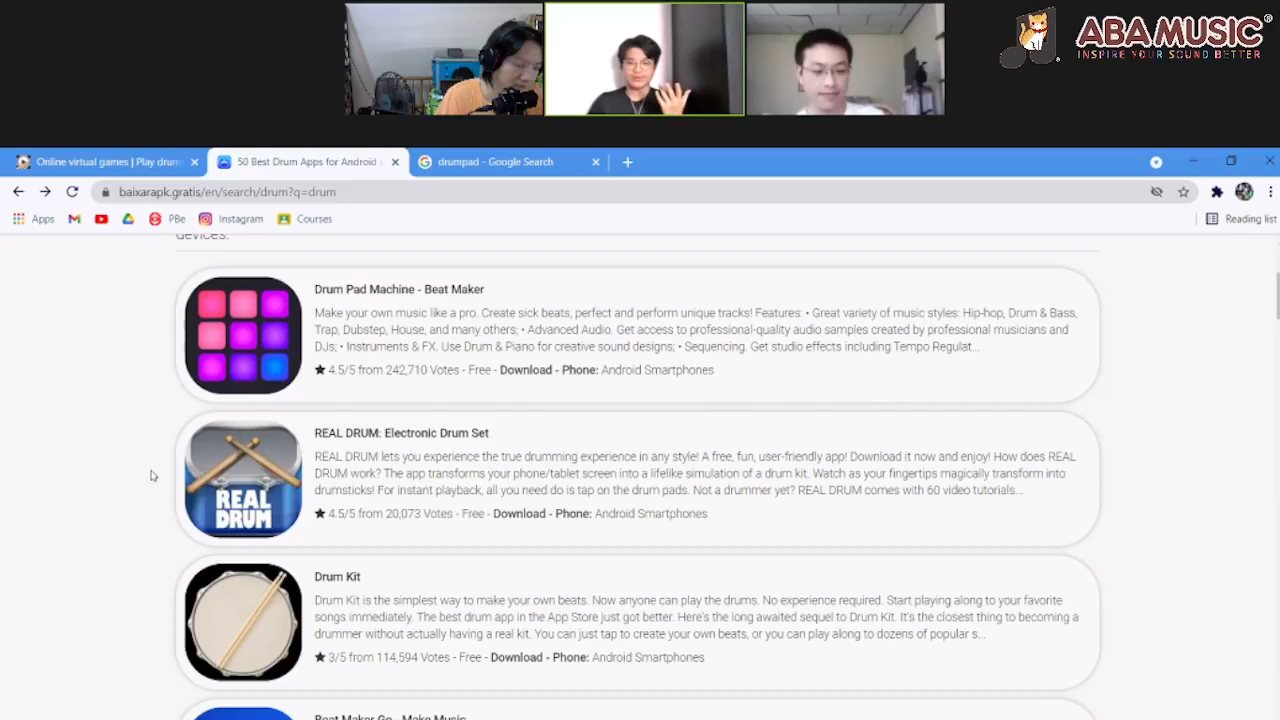 ABA MUSIC®
INSPIRE YOUR SOUND BETTER
Online virtual games | Play drum
50 Best Drum Apps for Android
drumpad - Google Search
baixarapk.gratis/en/search/drum?q=drum
Apps
PBe
Instagram
Courses
Reading list
devices.
Drum Pad Machine - Beat Maker
Make your own music like a pro. Create sick beats, perfect and perform unique tracks! Features: • Great variety of music styles: Hip-hop, Drum & Bass,
Trap, Dubstep, House, and many others; • Advanced Audio. Get access to professional-quality audio samples created by professional musicians and
DJs; • Instruments & FX. Use Drum & Piano for creative sound designs; • Sequencing. Get studio effects including Tempo Regulat...
★ 4.5/5 from 242,710 Votes - Free - Download - Phone: Android Smartphones
REAL DRUM: Electronic Drum Set
REAL DRUM lets you experience the true drumming experience in any style! A free, fun, user-friendly app! Download it now and enjoy! How does REAL
DRUM work? The app transforms your phone/tablet screen into a lifelike simulation of a drum kit. Watch as your fingertips magically transform into
drumsticks! For instant playback, all you need do is tap on the drum pads. Not a drummer yet? REAL DRUM comes with 60 video tutorials...
★ 4.5/5 from 20,073 Votes - Free - Download - Phone: Android Smartphones
REAL
DRUM
Drum Kit
Drum Kit is the simplest way to make your own beats. Now anyone can play the drums. No experience required. Start playing along to your favorite
songs immediately. The best drum app in the App Store just got better. Here's the long awaited sequel to Drum Kit. It's the closest thing to becoming a
drummer without actually having a real kit. You can just tap to create your own beats, or you can play along to dozens of popular s...
★ 3/5 from 114,594 Votes - Free - Download - Phone: Android Smartphones
Beat Maker Go - Make Music